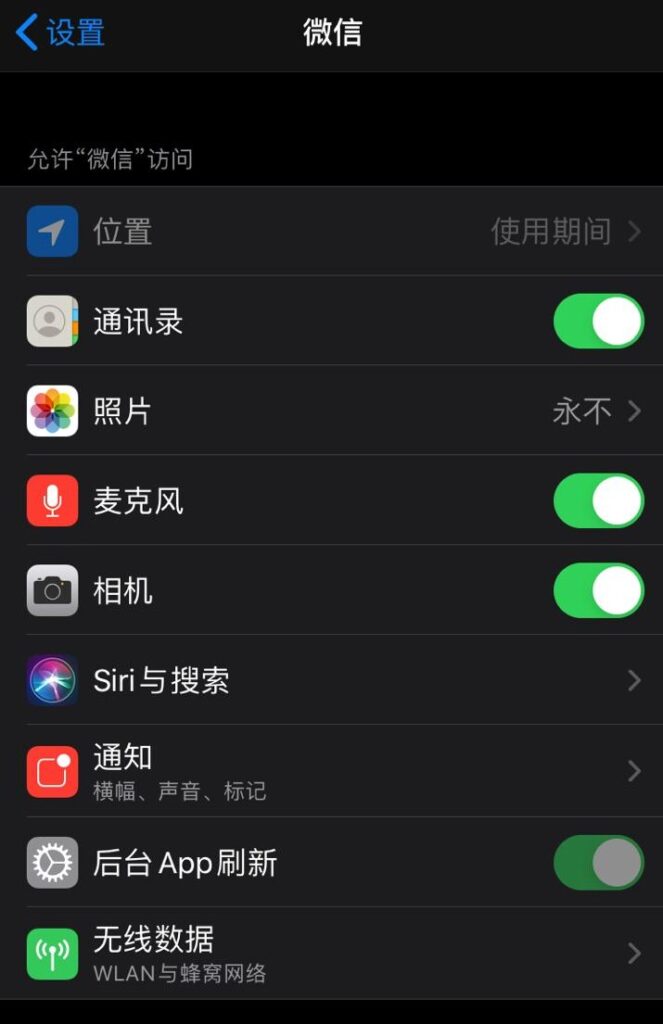 设置
微信
允许“微信”访问
位置 使用期间
通讯录
照片 永不
麦克风
相机
Siri与搜索
通知
横幅、声音、标记
后台App刷新
无线数据
WLAN与蜂窝网络